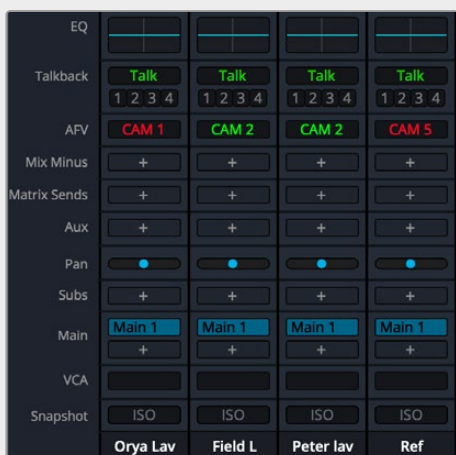 EQ
Talkback Talk Talk Talk Talk
1 2 3 4 1 2 3 4 1 2 3 4 1 2 3 4
AFV CAM 1 CAM 2 CAM 2 CAM 5
Mix Minus + + + +
Matrix Sends + + + +
Aux + + + +
Pan
Subs + + + +
Main Main 1 Main 1 Main 1 Main 1
+ + + +
VCA
Snapshot ISO ISO ISO ISO
Orya Lav Field L Peter lav Ref